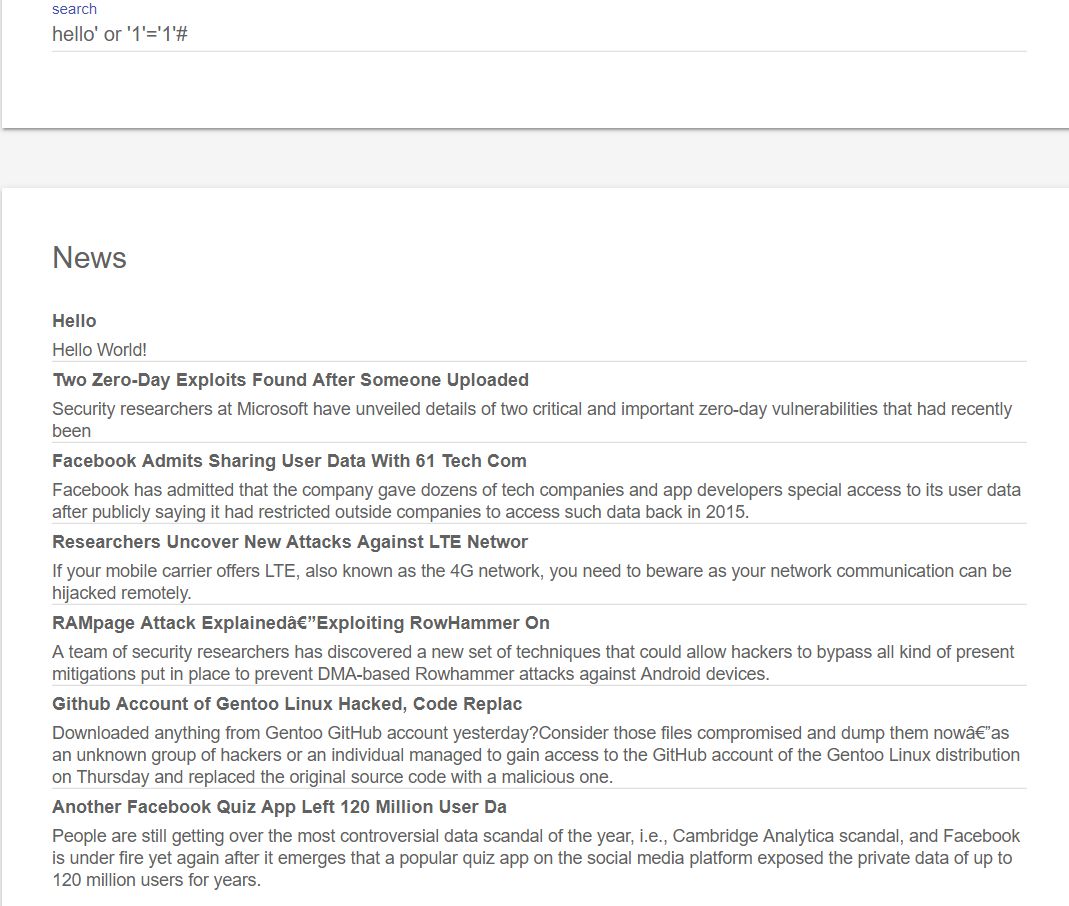 search
hello' or '1'='1'#
News
Hello
Hello World!
Two Zero-Day Exploits Found After Someone Uploaded
Security researchers at Microsoft have unveiled details of two critical and important zero-day vulnerabilities that had recently
been
Facebook Admits Sharing User Data With 61 Tech Com
Facebook has admitted that the company gave dozens of tech companies and app developers special access to its user data
after publicly saying it had restricted outside companies to access such data back in 2015.
Researchers Uncover New Attacks Against LTE Networ
If your mobile carrier offers LTE, also known as the 4G network, you need to beware as your network communication can be
hijacked remotely.
RAMpage Attack Explainedâ€”Exploiting RowHammer On
A team of security researchers has discovered a new set of techniques that could allow hackers to bypass all kind of present
mitigations put in place to prevent DMA-based Rowhammer attacks against Android devices.
Github Account of Gentoo Linux Hacked, Code Replac
Downloaded anything from Gentoo GitHub account yesterday?Consider those files compromised and dump them nowâ€”as
an unknown group of hackers or an individual managed to gain access to the GitHub account of the Gentoo Linux distribution
on Thursday and replaced the original source code with a malicious one.
Another Facebook Quiz App Left 120 Million User Da
People are still getting over the most controversial data scandal of the year, i.e., Cambridge Analytica scandal, and Facebook
is under fire yet again after it emerges that a popular quiz app on the social media platform exposed the private data of up to
120 million users for years.